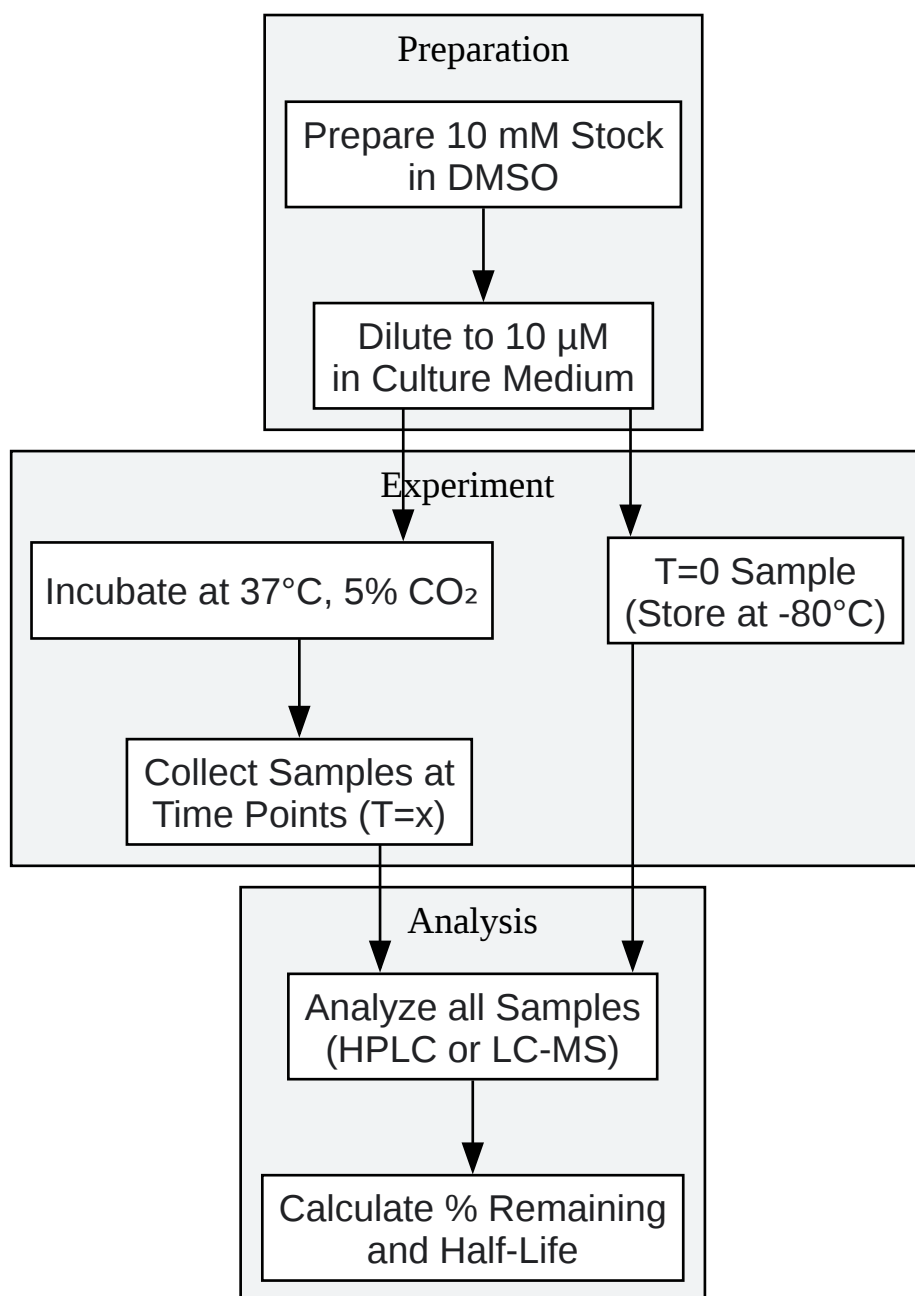 Preparation
Prepare 10 mM Stock
in DMSO
Dilute to 10 µM
in Culture Medium
Experiment
Incubate at 37°C, 5% CO₂
T=0 Sample
(Store at -80°C)
Collect Samples at
Time Points (T=x)
Analysis
Analyze all Samples
(HPLC or LC-MS)
Calculate % Remaining
and Half-Life